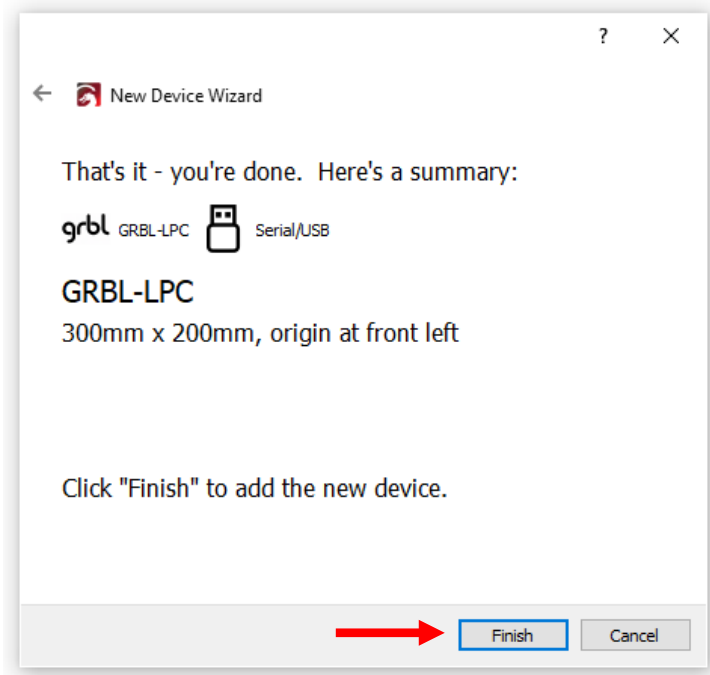 ?
New Device Wizard
That's it - you're done. Here's a summary:
grbl GRBL-LPC Serial/USB
GRBL-LPC
300mm x 200mm, origin at front left
Click "Finish" to add the new device.
Finish Cancel